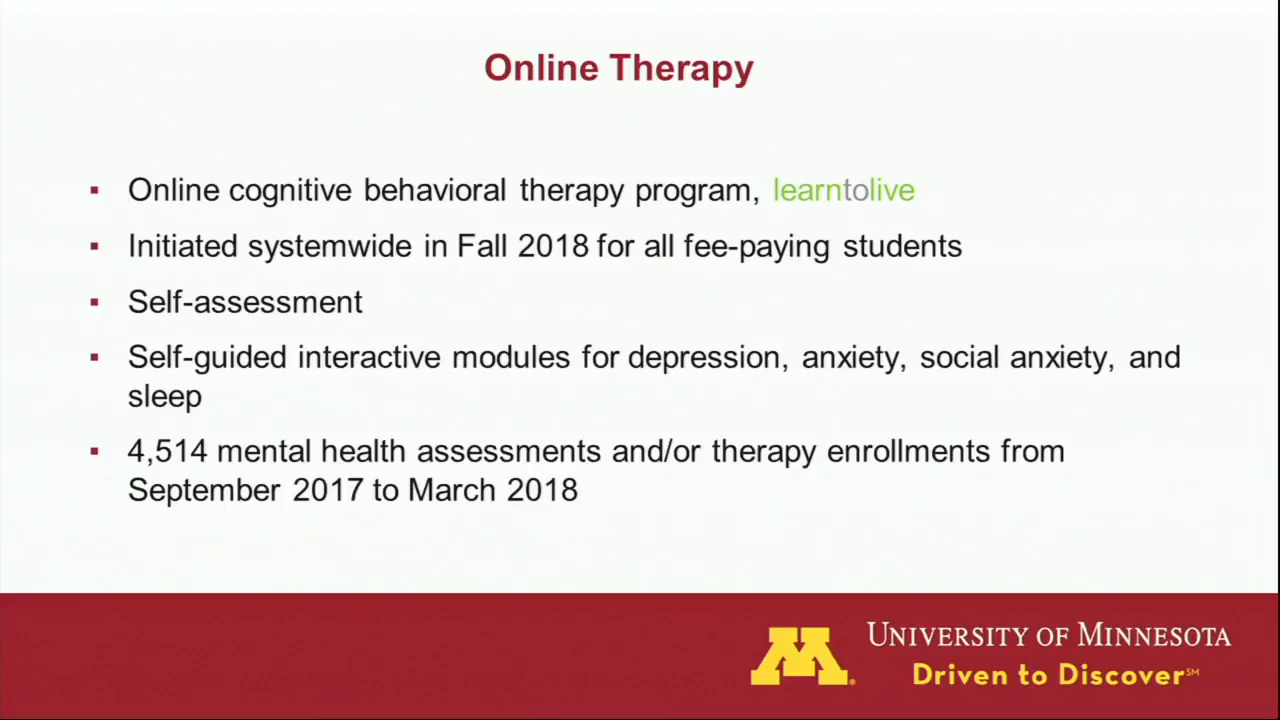 Online Therapy
▪ Online cognitive behavioral therapy program, learntolive
▪ Initiated systemwide in Fall 2018 for all fee-paying students
▪ Self-assessment
▪ Self-guided interactive modules for depression, anxiety, social anxiety, and
sleep
▪ 4,514 mental health assessments and/or therapy enrollments from
September 2017 to March 2018
M
UNIVERSITY OF MINNESOTA
Driven to Discover℠